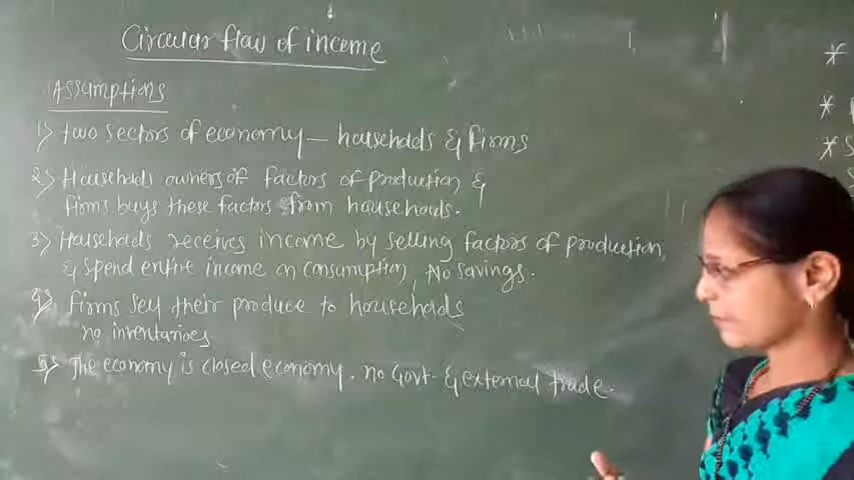 Circular flow of income
Assumptions
1) Two sectors of economy — households & firms
2) Households owners of factors of production &
firms buys these factors from households.
3) Households receives income by selling factors of production,
& spend entire income on consumption, No savings.
4) firms sell their produce to households
no inventaries
5) The economy is closed economy. no Govt & external trade.
*
*
* S